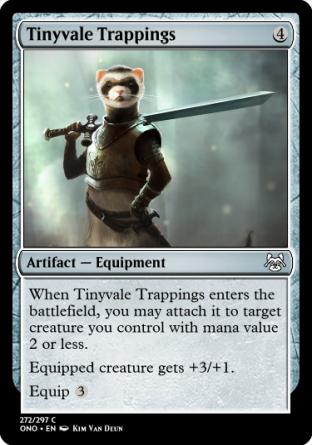 Tinyvale Trappings 4
Artifact — Equipment
When Tinyvale Trappings enters the
battlefield, you may attach it to target
creature you control with mana value
2 or less.
Equipped creature gets +3/+1.
Equip 3
272/297 C
ONO • EN Kim Van Deun